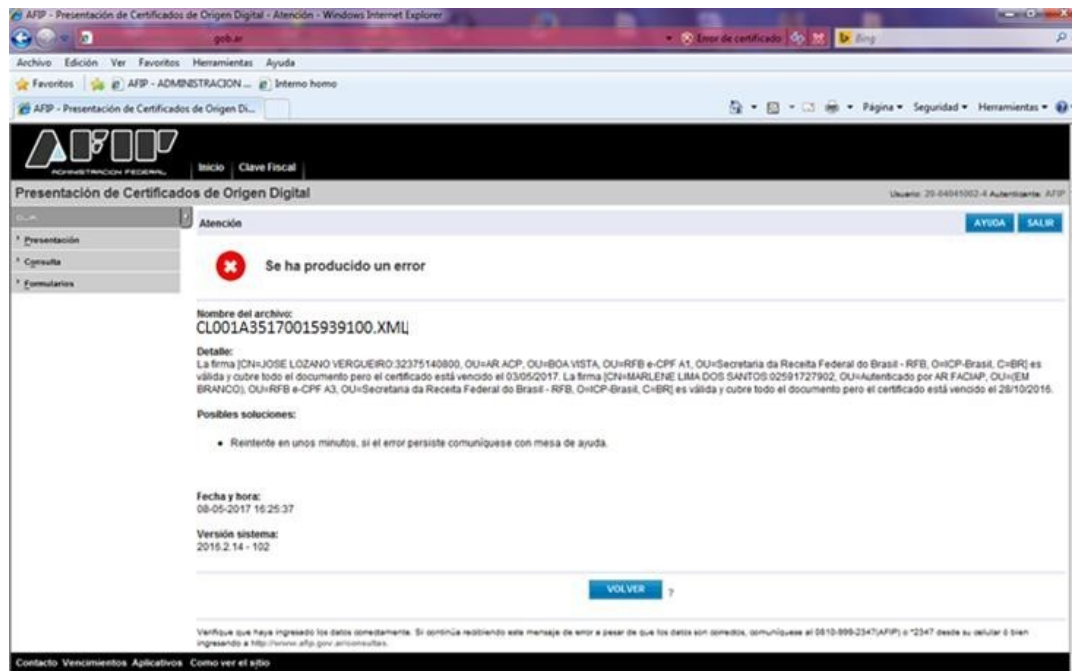 AFIP - Presentación de Certificados de Origen Digital - Atención - Windows Internet Explorer
gob.ar
Error de certificado
Bing
Archivo Edición Ver Favoritos Herramientas Ayuda
Favoritos AFIP - ADMINISTRACION ... Interno homo
AFIP - Presentación de Certificados de Origen Di...
Página Seguridad Herramientas
AFIP
ADMINISTRACION FEDERAL
Inicio Clave Fiscal
Presentación de Certificados de Origen Digital
Usuario: 20-04041002-4 Autenticante: AFIP
Atención
AYUDA SALIR
Presentación
Consulta
Formularios
Se ha producido un error
Nombre del archivo:
CL001A35170015939100.XML
Detalle:
La firma [CN=JOSE LOZANO VERGUEIRO:32375140800, OU=AR ACP, OU=BOA VISTA, OU=RFB e-CPF A1, OU=Secretaria da Receita Federal do Brasil - RFB, O=ICP-Brasil, C=BR] es
válida y cubre todo el documento pero el certificado está vencido el 03/05/2017. La firma [CN=MARLENE LIMA DOS SANTOS:02591727902, OU=Autenticado por AR FACIAP, OU=(EM
BRANCO), OU=RFB e-CPF A3, OU=Secretaria da Receita Federal do Brasil - RFB, O=ICP-Brasil, C=BR] es válida y cubre todo el documento pero el certificado está vencido el 28/10/2016.
Posibles soluciones:
Reintente en unos minutos, si el error persiste comuníquese con mesa de ayuda.
Fecha y hora:
08-05-2017 16:25:37
Versión sistema:
2016.2.14 - 102
VOLVER ?
Verifique que haya ingresado los datos correctamente. Si continúa recibiendo este mensaje de error a pesar de que los datos son correctos, comuníquese al 0810-999-2347(AFIP) o *2347 desde su celular ó bien
ingresando a http://www.afip.gov.ar/consultas.
Contacto Vencimientos Aplicativos Como ver el sitio